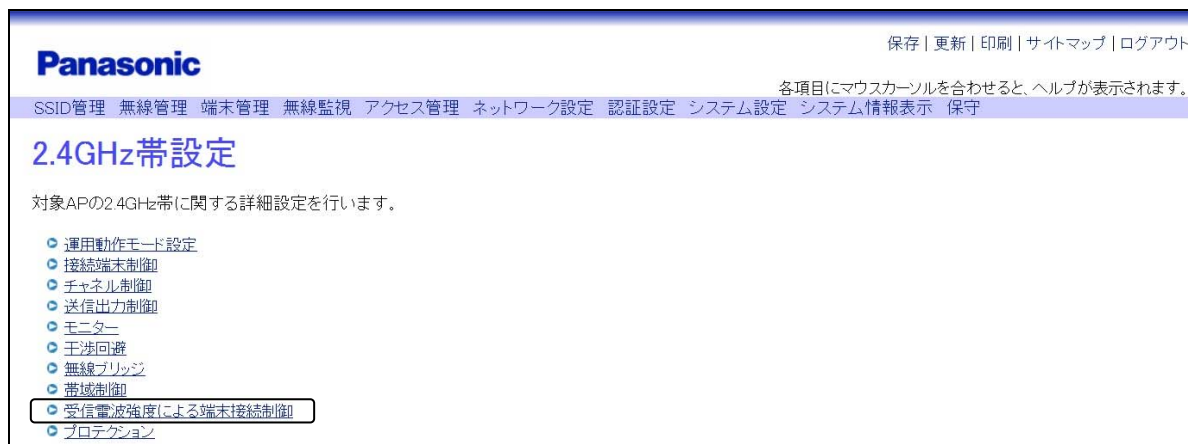 保存 | 更新 | 印刷 | サイトマップ | ログアウト
Panasonic
各項目にマウスカーソルを合わせると、ヘルプが表示されます。
SSID管理 無線管理 端末管理 無線監視 アクセス管理 ネットワーク設定 認証設定 システム設定 システム情報表示 保守
2.4GHz帯設定
対象APの2.4GHz帯に関する詳細設定を行います。
運用動作モード設定
接続端末制御
チャネル制御
送信出力制御
モニター
干渉回避
無線ブリッジ
帯域制御
受信電波強度による端末接続制御
プロテクション